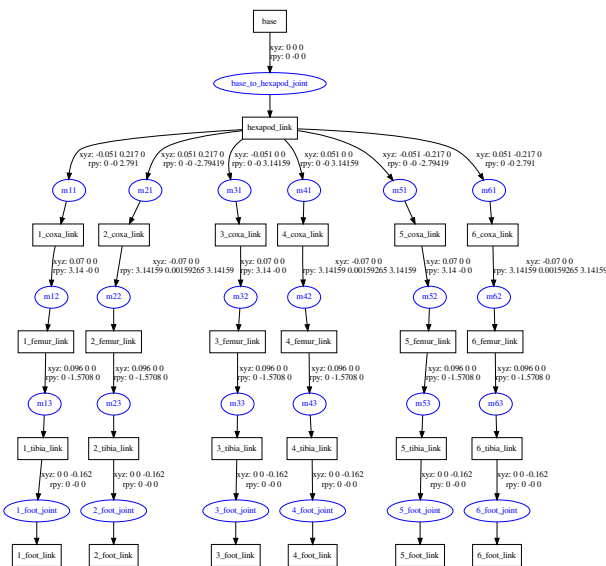 base
xyz: 0 0 0
rpy: 0 -0 0
base_to_hexapod_joint
hexapod_link
xyz: -0.051 0.217 0
rpy: 0 -0 2.791
xyz: 0.051 0.217 0
rpy: 0 -0 -2.79419
xyz: -0.051 0 0
rpy: 0 -0 3.14159
xyz: 0.051 0 0
rpy: 0 -0 -3.14159
xyz: -0.051 -0.217 0
rpy: 0 -0 -2.79419
xyz: 0.051 -0.217 0
rpy: 0 -0 2.791
m11
m21
m31
m41
m51
m61
1_coxa_link
2_coxa_link
3_coxa_link
4_coxa_link
5_coxa_link
6_coxa_link
xyz: 0.07 0 0
rpy: 3.14 -0 0
xyz: -0.07 0 0
rpy: 3.14159 0.00159265 3.14159
xyz: 0.07 0 0
rpy: 3.14 -0 0
xyz: -0.07 0 0
rpy: 3.14159 0.00159265 3.14159
xyz: 0.07 0 0
rpy: 3.14 -0 0
xyz: -0.07 0 0
rpy: 3.14159 0.00159265 3.14159
m12
m22
m32
m42
m52
m62
1_femur_link
2_femur_link
3_femur_link
4_femur_link
5_femur_link
6_femur_link
xyz: 0.096 0 0
rpy: 0 -1.5708 0
xyz: 0.096 0 0
rpy: 0 -1.5708 0
xyz: 0.096 0 0
rpy: 0 -1.5708 0
xyz: 0.096 0 0
rpy: 0 -1.5708 0
xyz: 0.096 0 0
rpy: 0 -1.5708 0
xyz: 0.096 0 0
rpy: 0 -1.5708 0
m13
m23
m33
m43
m53
m63
1_tibia_link
2_tibia_link
3_tibia_link
4_tibia_link
5_tibia_link
6_tibia_link
xyz: 0 0 -0.162
rpy: 0 -0 0
xyz: 0 0 -0.162
rpy: 0 -0 0
xyz: 0 0 -0.162
rpy: 0 -0 0
xyz: 0 0 -0.162
rpy: 0 -0 0
xyz: 0 0 -0.162
rpy: 0 -0 0
xyz: 0 0 -0.162
rpy: 0 -0 0
1_foot_joint
2_foot_joint
3_foot_joint
4_foot_joint
5_foot_joint
6_foot_joint
1_foot_link
2_foot_link
3_foot_link
4_foot_link
5_foot_link
6_foot_link